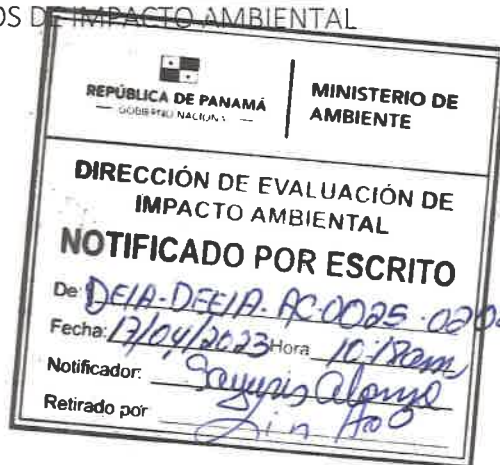 OS DE IMPACTO AMBIENTAL
REPÚBLICA DE PANAMÁ
— GOBIERNO NACIONAL —
MINISTERIO DE
AMBIENTE
DIRECCIÓN DE EVALUACIÓN DE
IMPACTO AMBIENTAL
NOTIFICADO POR ESCRITO
De: DEIA-DEEIA-AC-0025-020
Fecha: 17/04/2023 Hora 10:18am
Notificador:
Retirado por